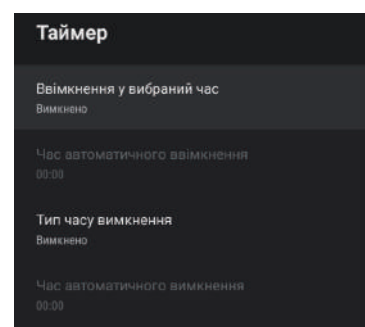 Таймер
Ввімкнення у вибраний час
Вимкнено
Час автоматичного ввімкнення
00:00
Тип часу вимкнення
Вимкнено
Час автоматичного вимкнення
00:00